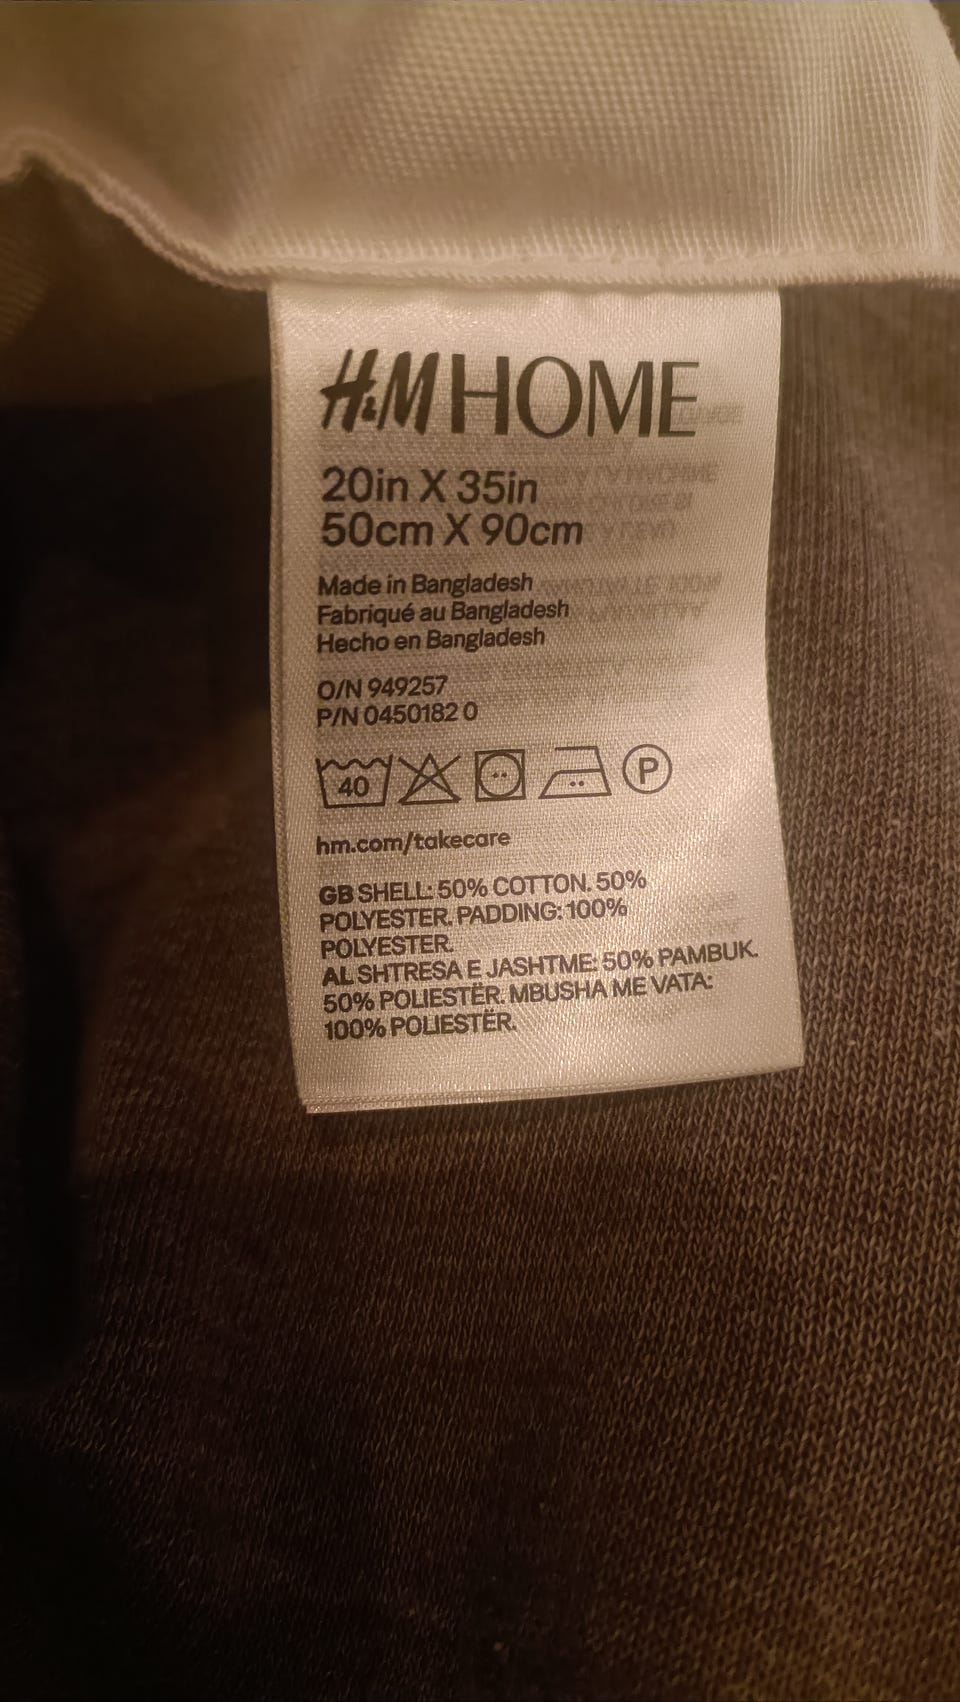 H&M HOME
20in X 35in
50cm X 90cm
Made in Bangladesh
Fabriqué au Bangladesh
Hecho en Bangladesh
O/N 949257
P/N 0450182 0
40 P
hm.com/takecare
GB SHELL: 50% COTTON. 50%
POLYESTER. PADDING: 100%
POLYESTER.
AL SHTRESA E JASHTME: 50% PAMBUK.
50% POLIESTËR. MBUSHA ME VATA:
100% POLIESTËR.